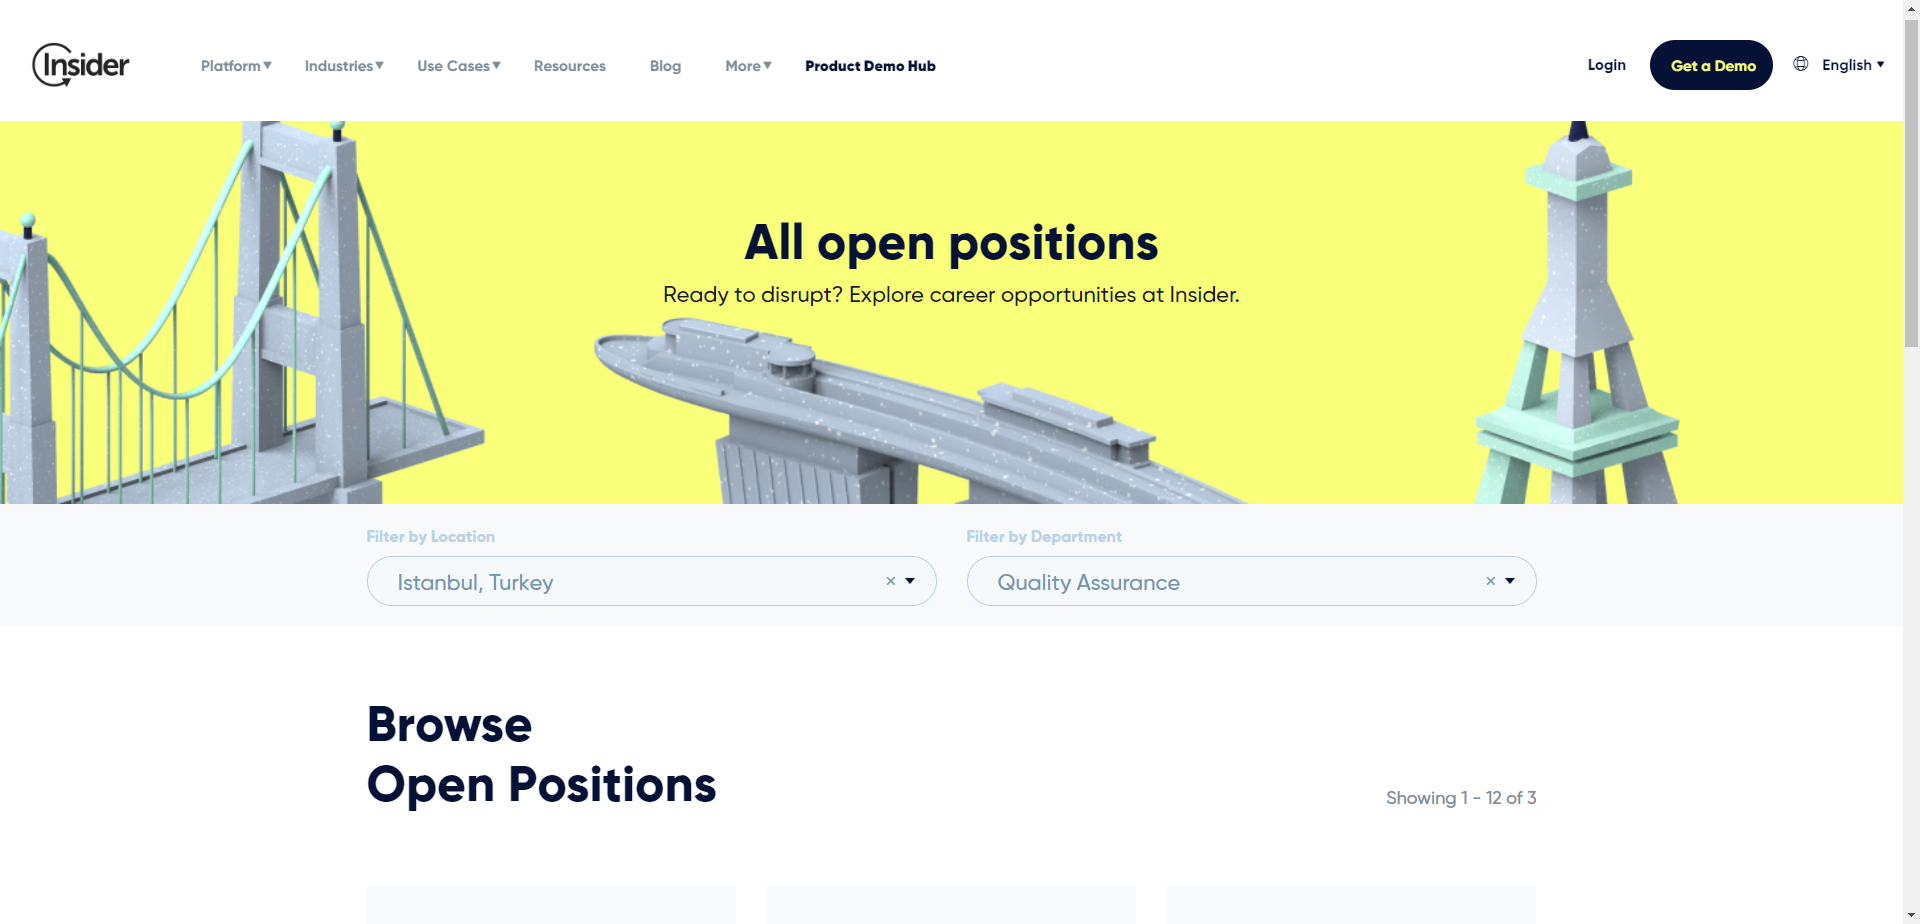 Insider
Platform
Industries
Use Cases
Resources
Blog
More
Product Demo Hub
Login
Get a Demo
English
All open positions
Ready to disrupt? Explore career opportunities at Insider.
Filter by Location
Filter by Department
Istanbul, Turkey ×
Quality Assurance ×
Browse
Open Positions
Showing 1 - 12 of 3